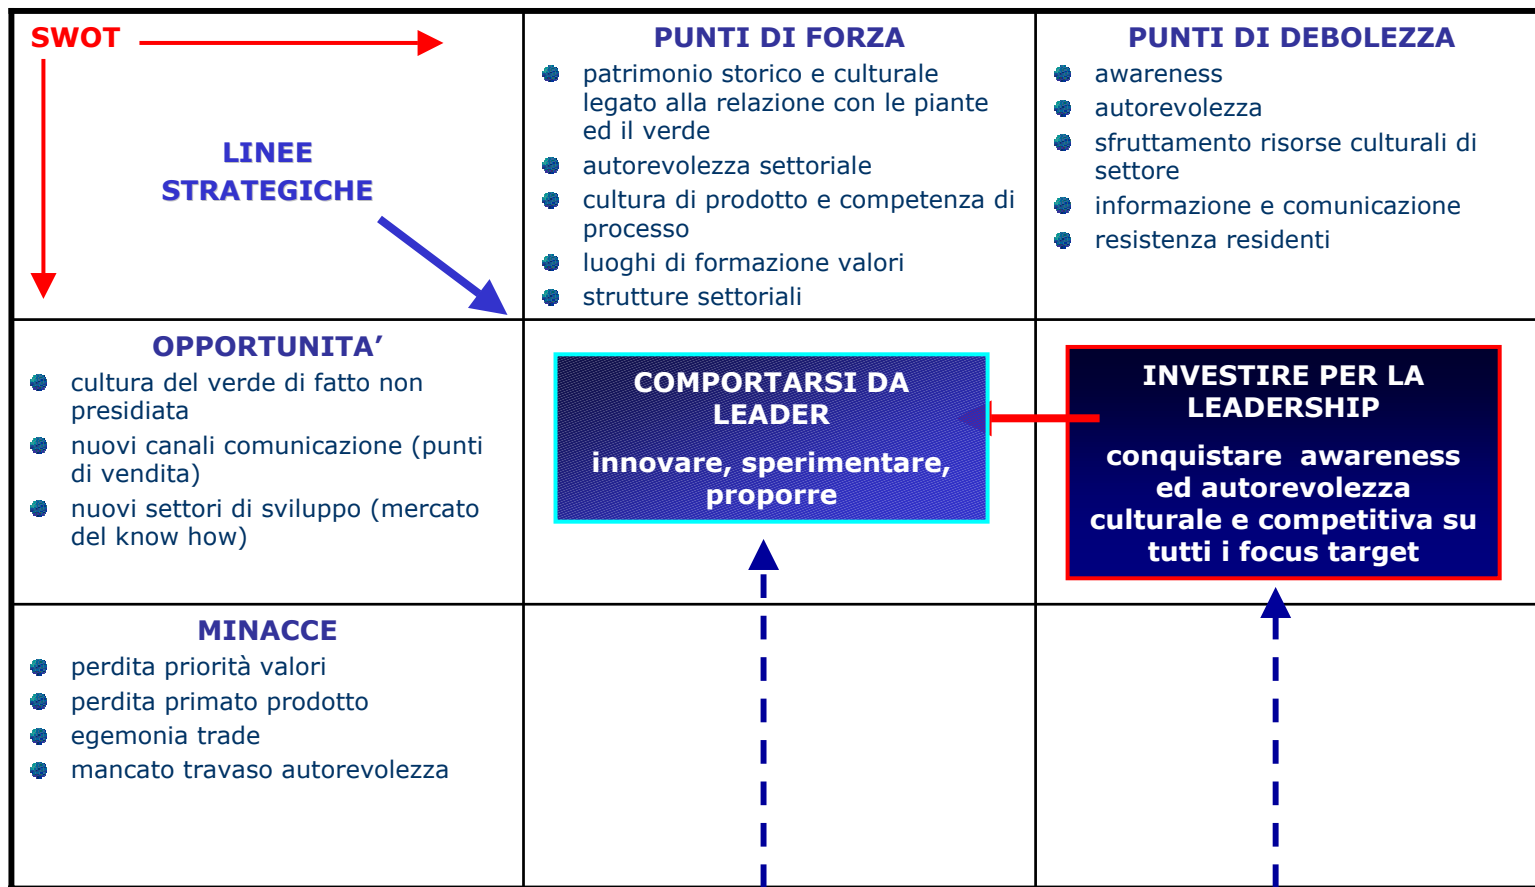 SWOT
LINEE
STRATEGICHE
PUNTI DI FORZA
patrimonio storico e culturale
legato alla relazione con le piante
ed il verde
autorevolezza settoriale
cultura di prodotto e competenza di
processo
luoghi di formazione valori
strutture settoriali
PUNTI DI DEBOLEZZA
awareness
autorevolezza
sfruttamento risorse culturali di
settore
informazione e comunicazione
resistenza residenti
OPPORTUNITA’
cultura del verde di fatto non
presidiata
nuovi canali comunicazione (punti
di vendita)
nuovi settori di sviluppo (mercato
del know how)
COMPORTARSI DA
LEADER
innovare, sperimentare,
proporre
INVESTIRE PER LA
LEADERSHIP
conquistare awareness
ed autorevolezza
culturale e competitiva su
tutti i focus target
MINACCE
perdita priorità valori
perdita primato prodotto
egemonia trade
mancato travaso autorevolezza